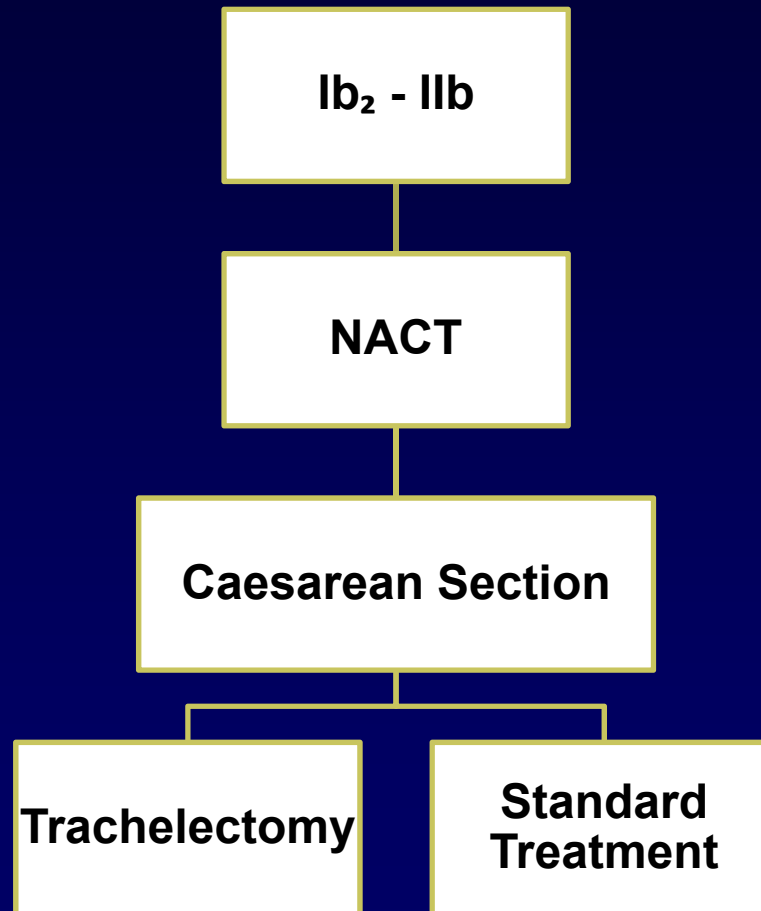 Ib₂ - IIb
NACT
Caesarean Section
Trachelectomy
Standard
Treatment